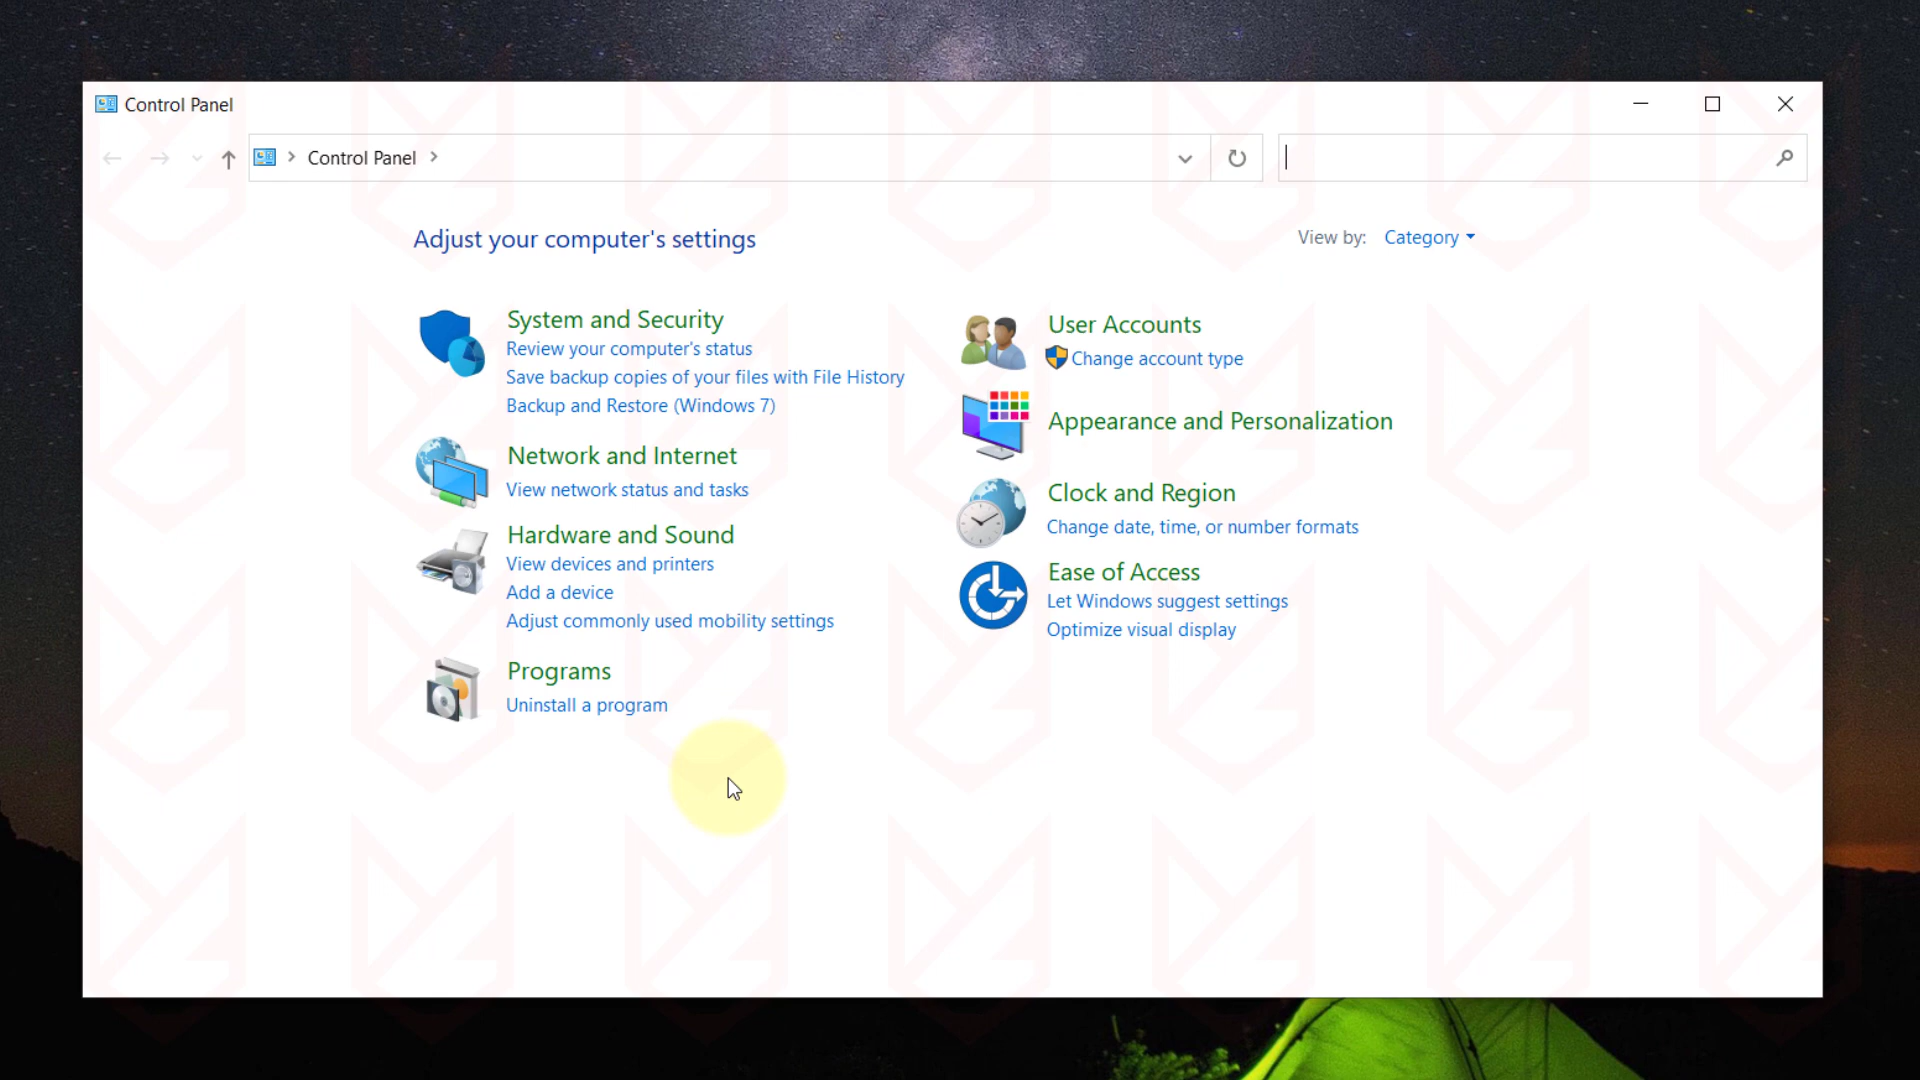 Control Panel
Control Panel
Adjust your computer's settings
View by: Category
System and Security
Review your computer's status
Save backup copies of your files with File History
Backup and Restore (Windows 7)
Network and Internet
View network status and tasks
Hardware and Sound
View devices and printers
Add a device
Adjust commonly used mobility settings
Programs
Uninstall a program
User Accounts
Change account type
Appearance and Personalization
Clock and Region
Change date, time, or number formats
Ease of Access
Let Windows suggest settings
Optimize visual display